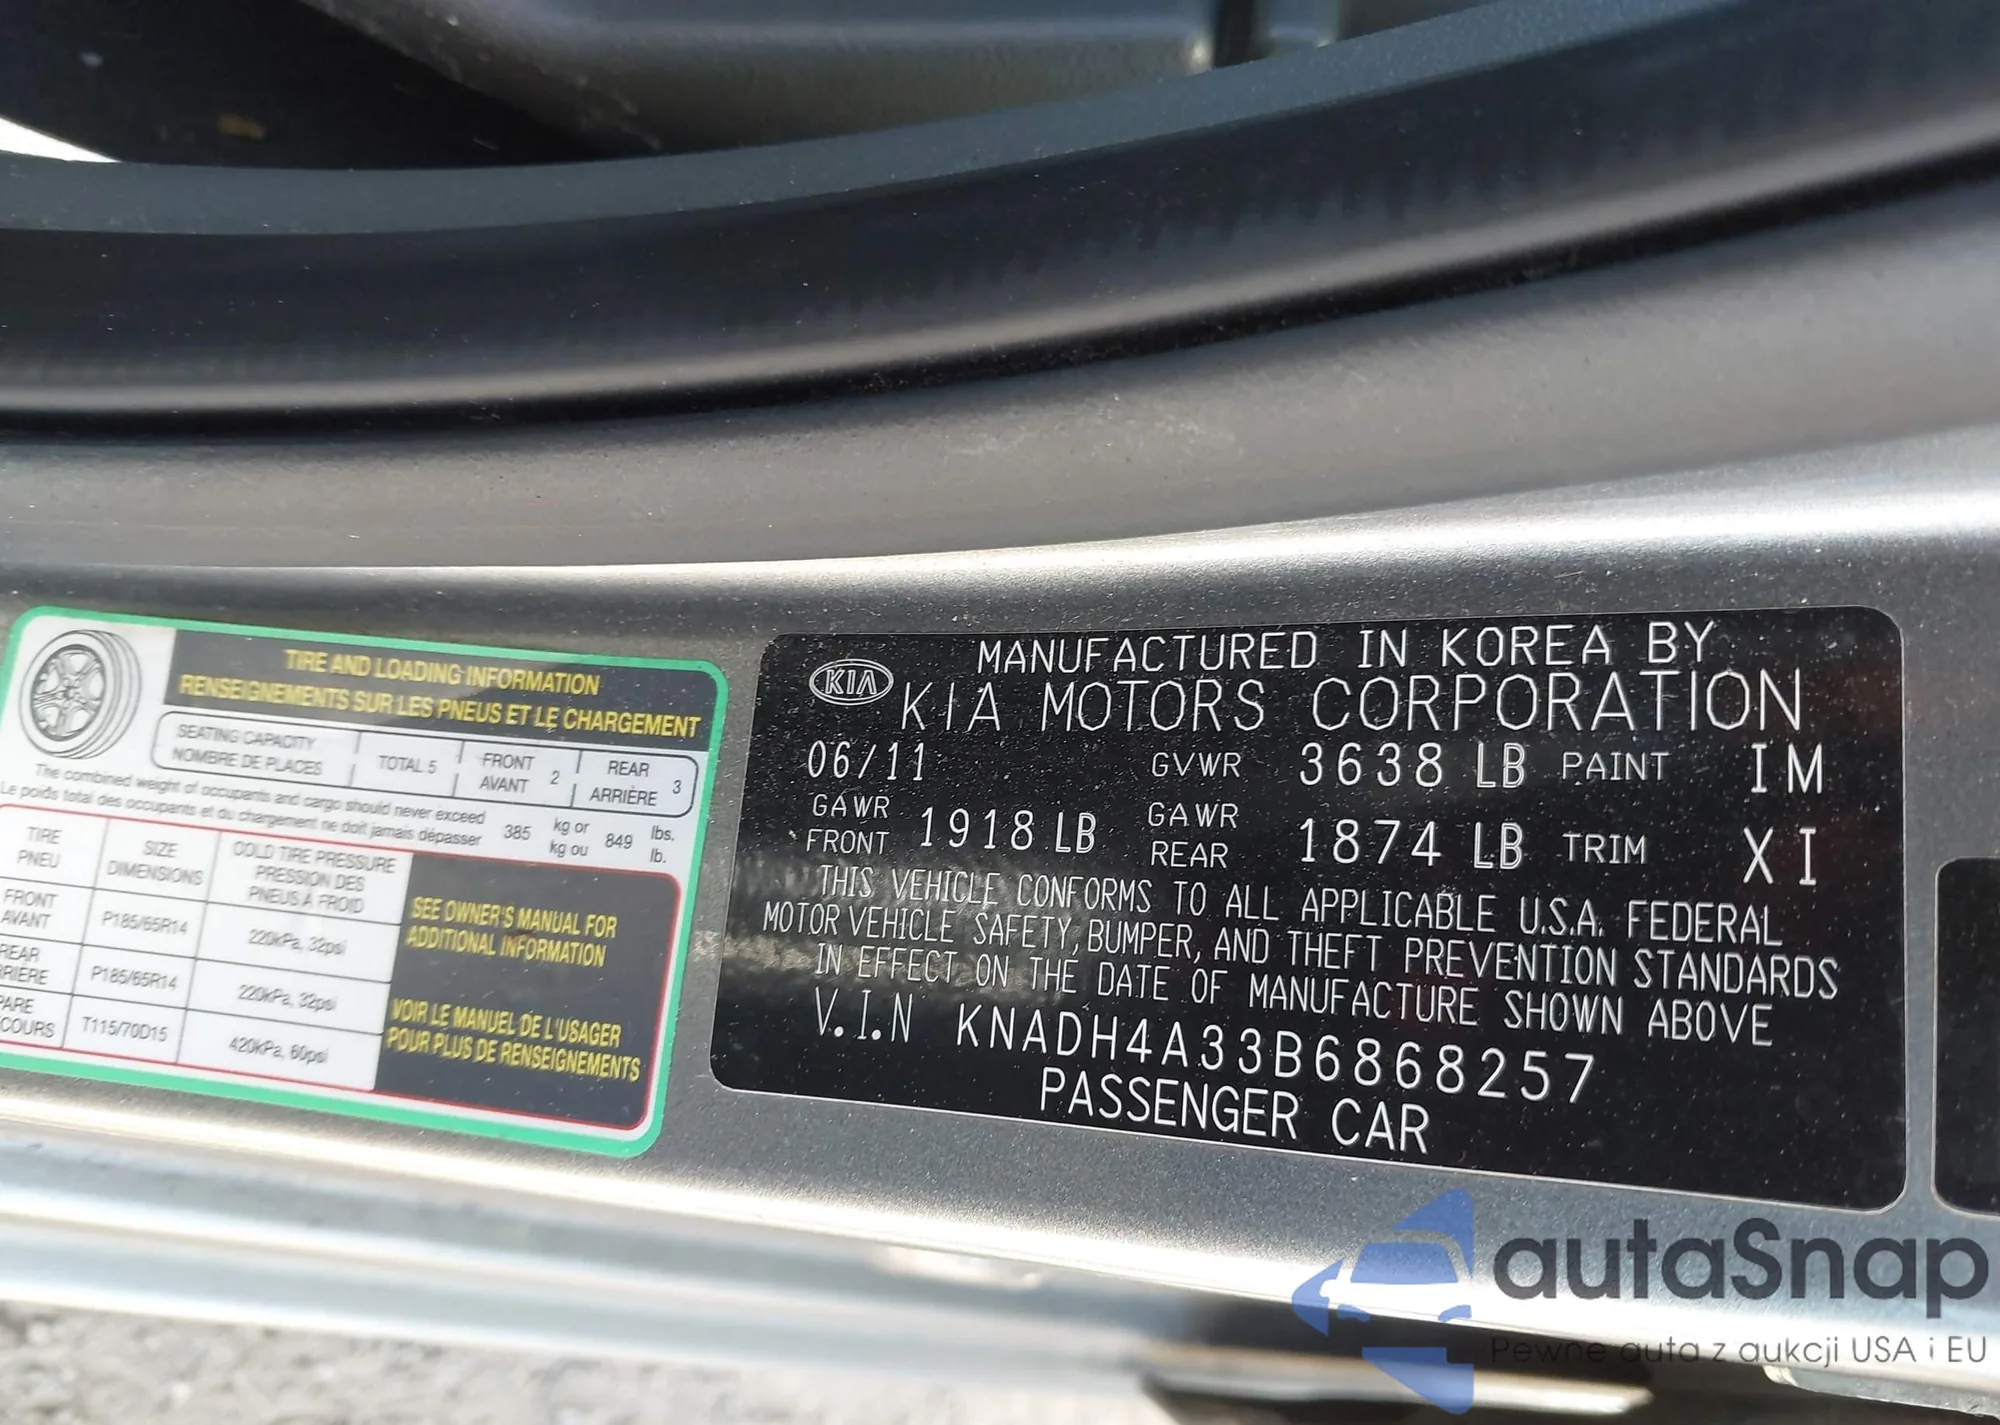 TIRE AND LOADING INFORMATION
RENSEIGNEMENTS SUR LES PNEUS ET LE CHARGEMENT
SEATING CAPACITY
NOMBRE DE PLACES
TOTAL 5
FRONT
AVANT
2
REAR
ARRIÈRE
3
The combined weight of occupants and cargo should never exceed
Le poids total des occupants et du chargement ne doit jamais dépasser
385
kg or
kg ou
849
lbs.
lb.
TIRE
PNEU
SIZE
DIMENSIONS
COLD TIRE PRESSURE
PRESSION DES
PNEUS À FROID
FRONT
AVANT
P185/65R14
220kPa, 32psi
REAR
RRIÈRE
P185/65R14
220kPa, 32psi
PARE
COURS
T115/70D15
420kPa, 60psi
SEE OWNER'S MANUAL FOR
ADDITIONAL INFORMATION
VOIR LE MANUEL DE L'USAGER
POUR PLUS DE RENSEIGNEMENTS
MANUFACTURED IN KOREA BY
KIA KIA MOTORS CORPORATION
06/11 GVWR 3638 LB PAINT IM
GAWR
FRONT
1918 LB
GAWR
REAR
1874 LB TRIM XI
THIS VEHICLE CONFORMS TO ALL APPLICABLE U.S.A. FEDERAL
MOTOR VEHICLE SAFETY, BUMPER, AND THEFT PREVENTION STANDARDS
IN EFFECT ON THE DATE OF MANUFACTURE SHOWN ABOVE
V.I.N KNADH4A33B6868257
PASSENGER CAR
autaSnap
Pewne auta z aukcji USA i EU